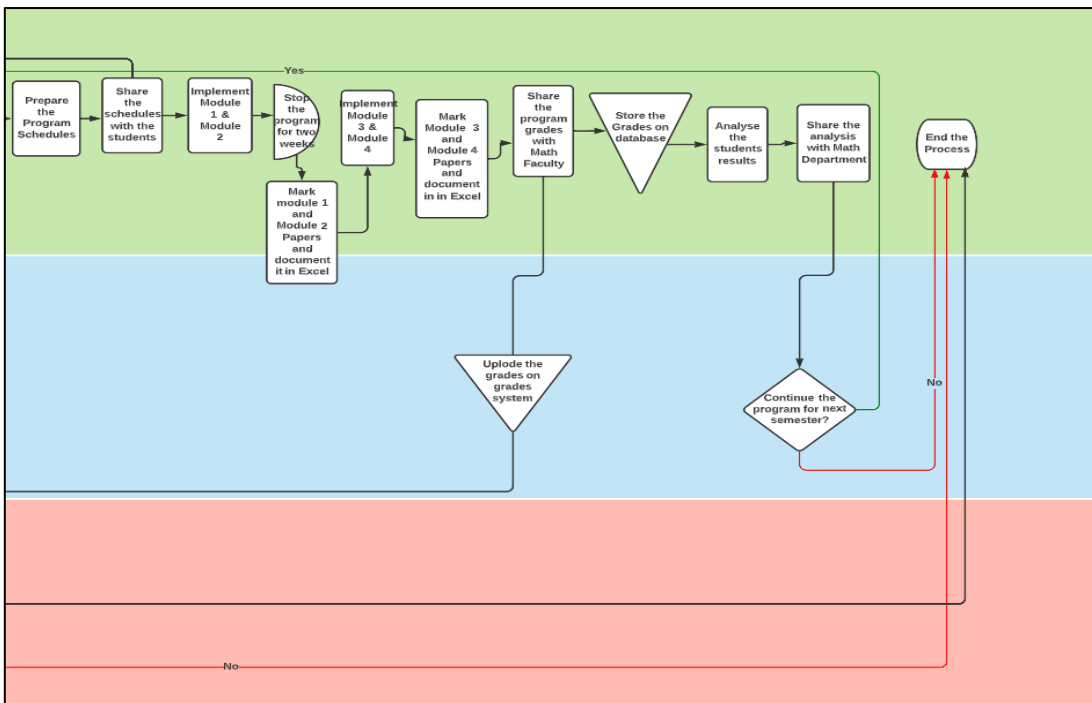 Yes
Prepare
the
Program
Schedules
Share
the
schedules
with the
students
Implement
Module
1 &
Module
2
Stop
the
program
for two
weeks
Mark
module 1
and
Module 2
Papers
and
document
it in Excel
Implement
Module
3 &
Module
4
Mark
Module 3
and
Module 4
Papers
and
document
in in Excel
Share
the
program
grades
with
Math
Faculty
Store the
Grades on
database
Analyse
the
students
results
Share the
analysis
with Math
Department
End the
Process
Uplode the
grades on
grades
system
Continue the
program for next
semester?
No
No